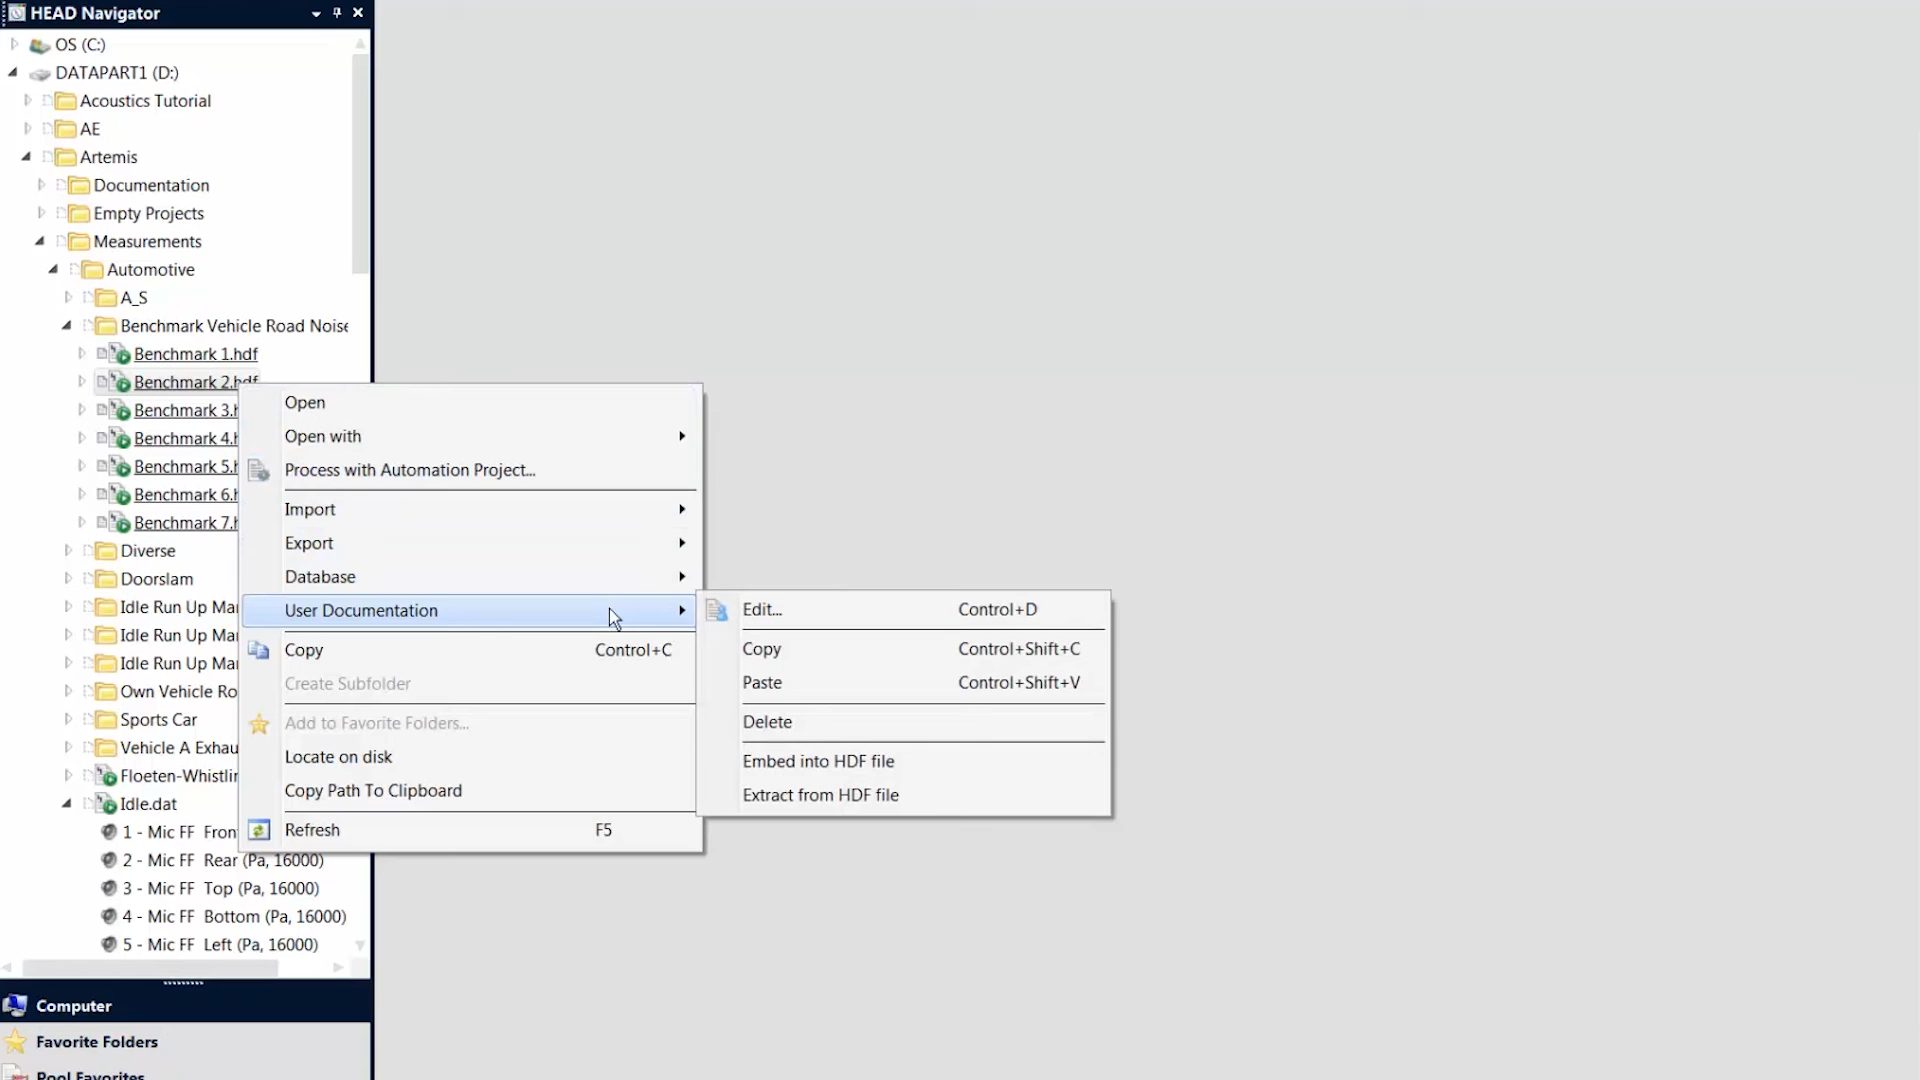 HEAD Navigator
OS (C:)
DATAPART1 (D:)
Acoustics Tutorial
AE
Artemis
Documentation
Empty Projects
Measurements
Automotive
A_S
Benchmark Vehicle Road Noise
Benchmark 1.hdf
Benchmark 2.hdf
Benchmark 3.h
Benchmark 4.h
Benchmark 5.h
Benchmark 6.h
Benchmark 7.h
Diverse
Doorslam
Idle Run Up Mar
Idle Run Up Mar
Idle Run Up Mar
Own Vehicle Ro
Sports Car
Vehicle A Exhau
Floeten-Whistlin
Idle.dat
1 - Mic FF Front
2 - Mic FF Rear (Pa, 16000)
3 - Mic FF Top (Pa, 16000)
4 - Mic FF Bottom (Pa, 16000)
5 - Mic FF Left (Pa, 16000)
Computer
Favorite Folders
Pool Favorites
Open
Open with
Process with Automation Project...
Import
Export
Database
User Documentation
Copy Control+C
Create Subfolder
Add to Favorite Folders...
Locate on disk
Copy Path To Clipboard
Refresh F5
Edit... Control+D
Copy Control+Shift+C
Paste Control+Shift+V
Delete
Embed into HDF file
Extract from HDF file